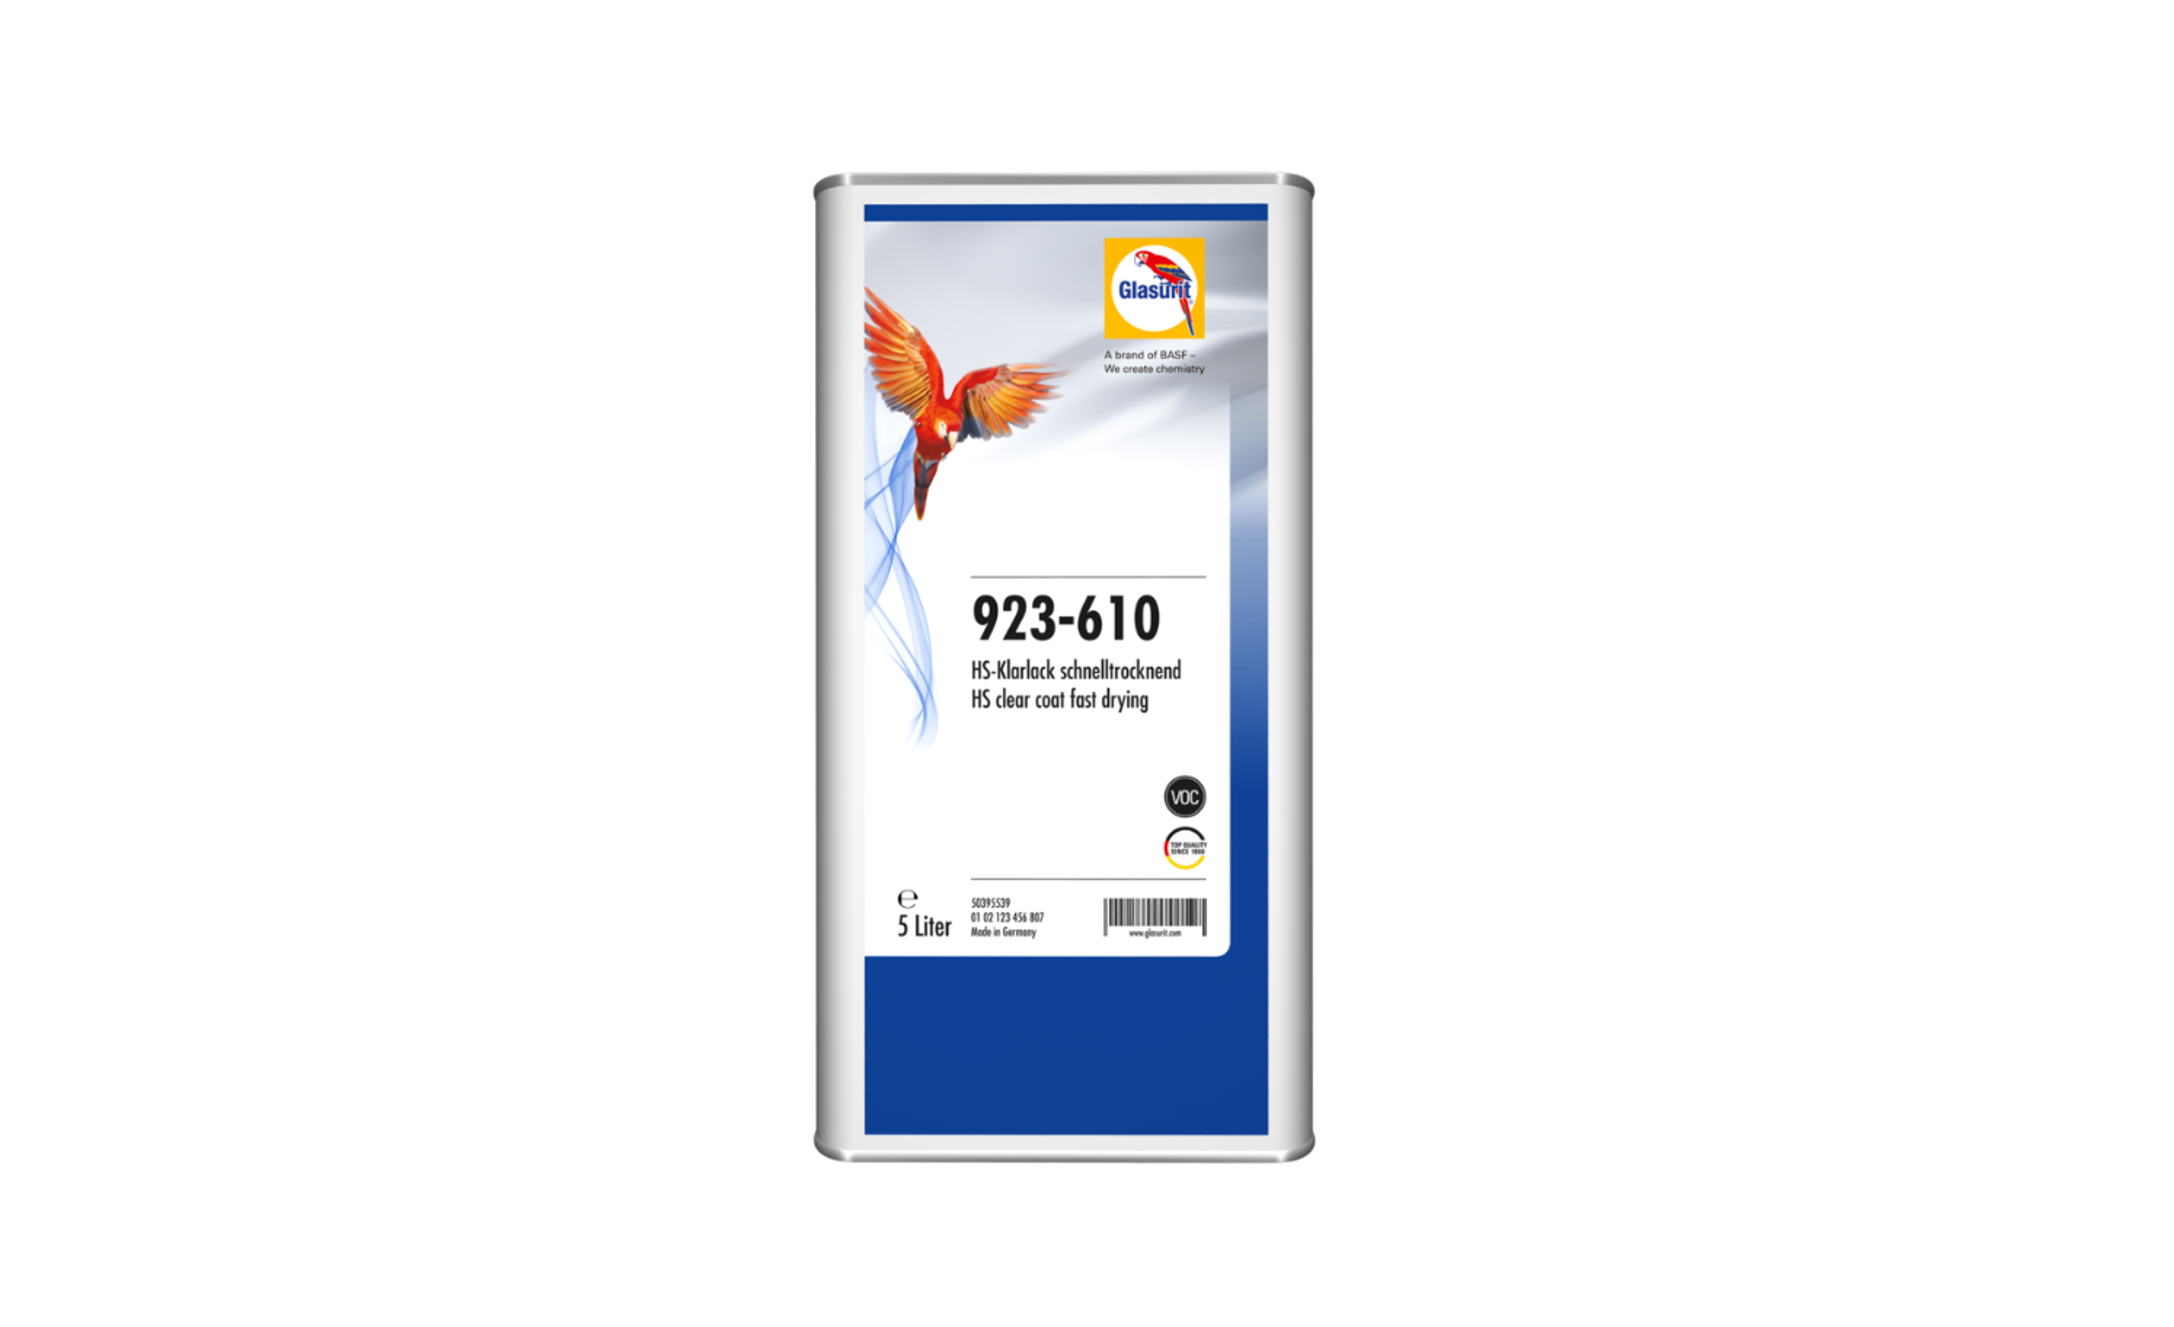 Glasurit
A brand of BASF –
We create chemistry
923-610
HS-Klarlack schnelltrocknend
HS clear coat fast drying
VOC
TOP QUALITY
SINCE 1888
℮
5 Liter
50395539
01 02 123 456 807
Made in Germany
www.glasurit.com